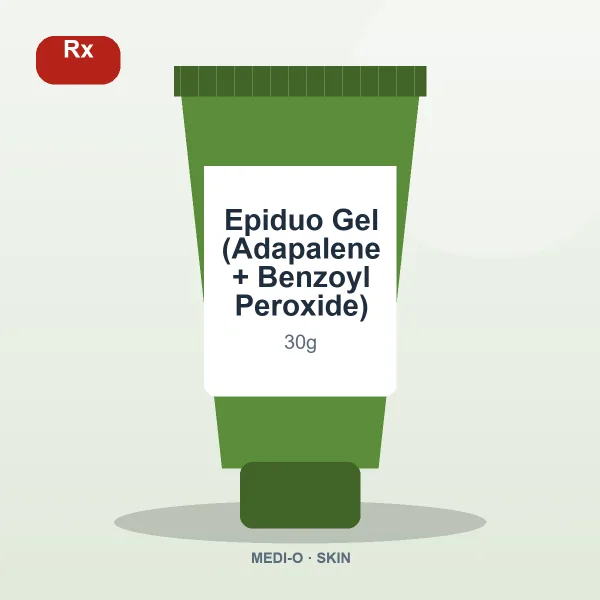 Rx
Epiduo Gel
(Adapalene
+ Benzoyl
Peroxide)
30g
MEDI-O · SKIN